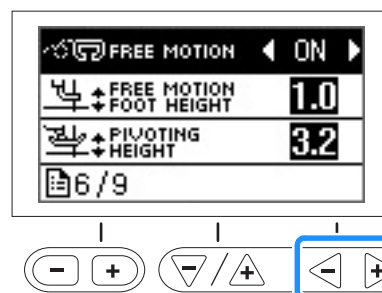 FREE MOTION ON
FREE MOTION
FOOT HEIGHT 1.0
PIVOTING
HEIGHT 3.2
6/9
- + - / + - +